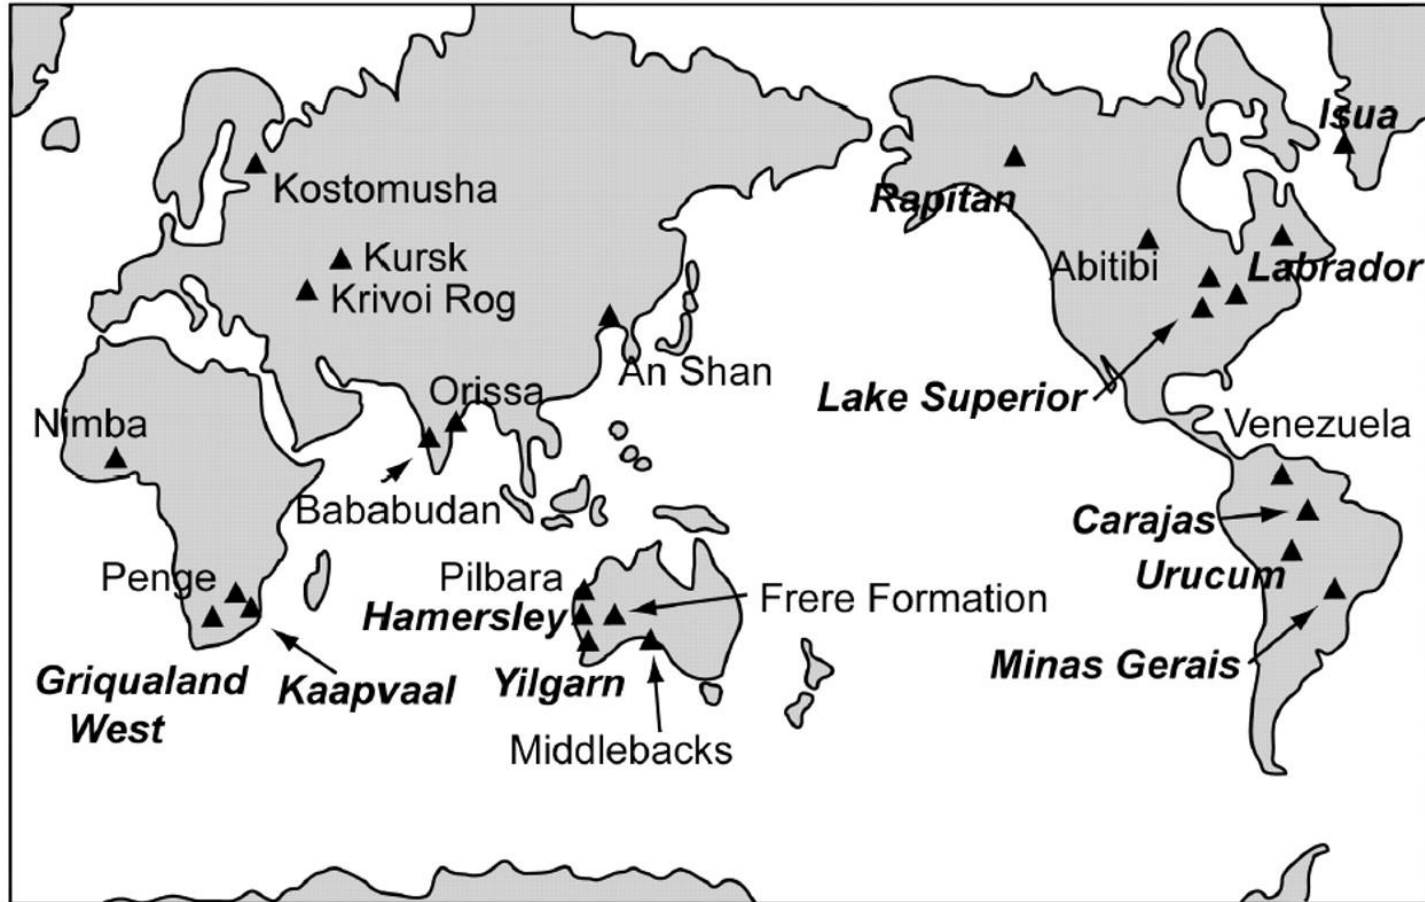 Isua
Kostomusha
Rapitan
Kursk
Abitibi
Labrador
Krivoi Rog
An Shan
Orissa
Lake Superior
Nimba
Venezuela
Bababudan
Carajas
Penge
Pilbara
Urucum
Hamersley
Frere Formation
Minas Gerais
Griqualand
West
Kaapvaal
Yilgarn
Middlebacks